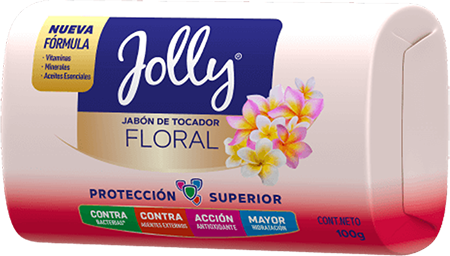 NUEVA
FÓRMULA
• Vitaminas
• Minerales
• Aceites Esenciales
Jolly®
JABÓN DE TOCADOR
FLORAL
PROTECCIÓN SUPERIOR
CONTRA
BACTERIAS*
CONTRA
AGENTES EXTERNOS
ACCIÓN
ANTIOXIDANTE
MAYOR
HIDRATACIÓN
CONT.NETO
100g